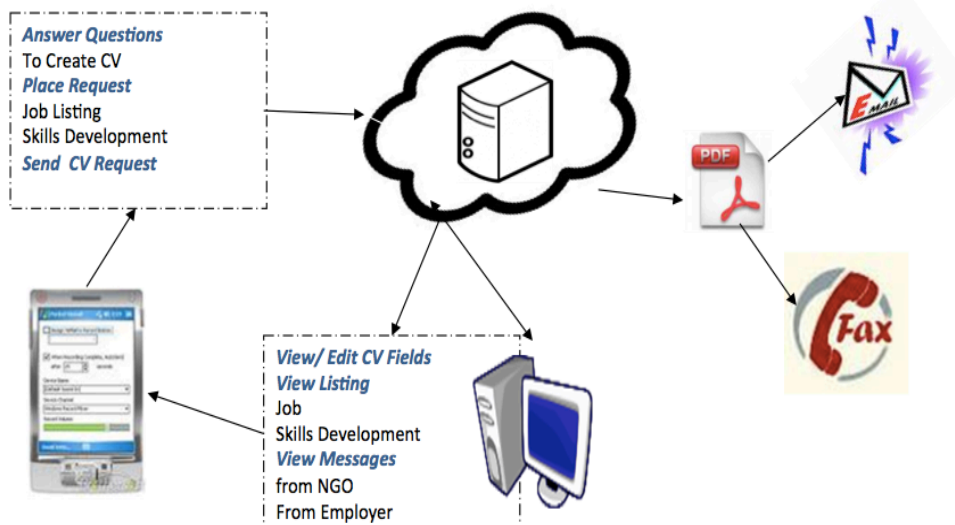 Answer Questions
To Create CV
Place Request
Job Listing
Skills Development
Send CV Request
PDF
EMAIL
Fax
View/ Edit CV Fields
View Listing
Job
Skills Development
View Messages
from NGO
From Employer